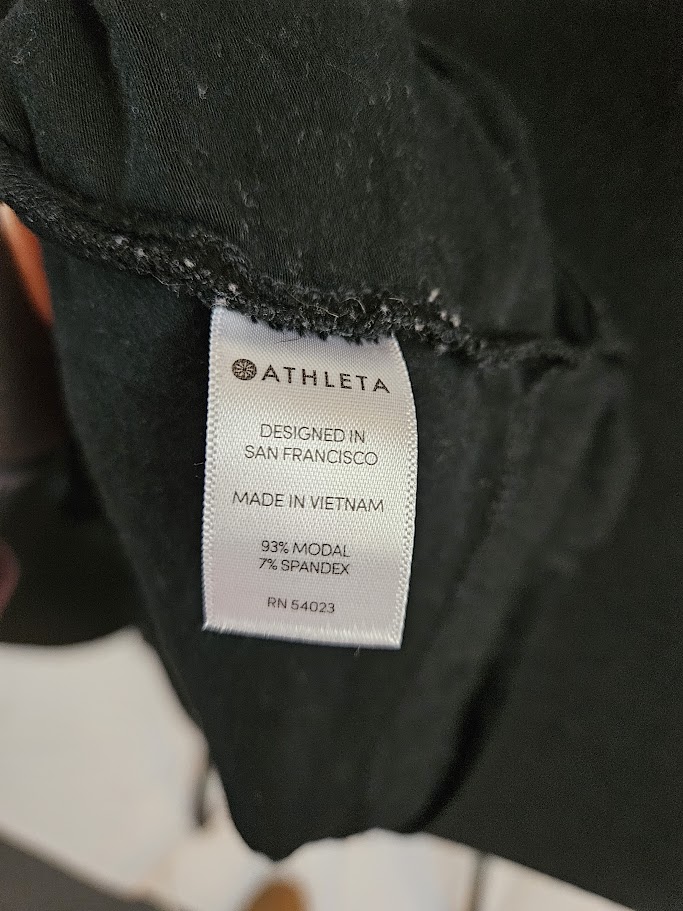 ATHLETA
DESIGNED IN
SAN FRANCISCO
MADE IN VIETNAM
93% MODAL
7% SPANDEX
RN 54023